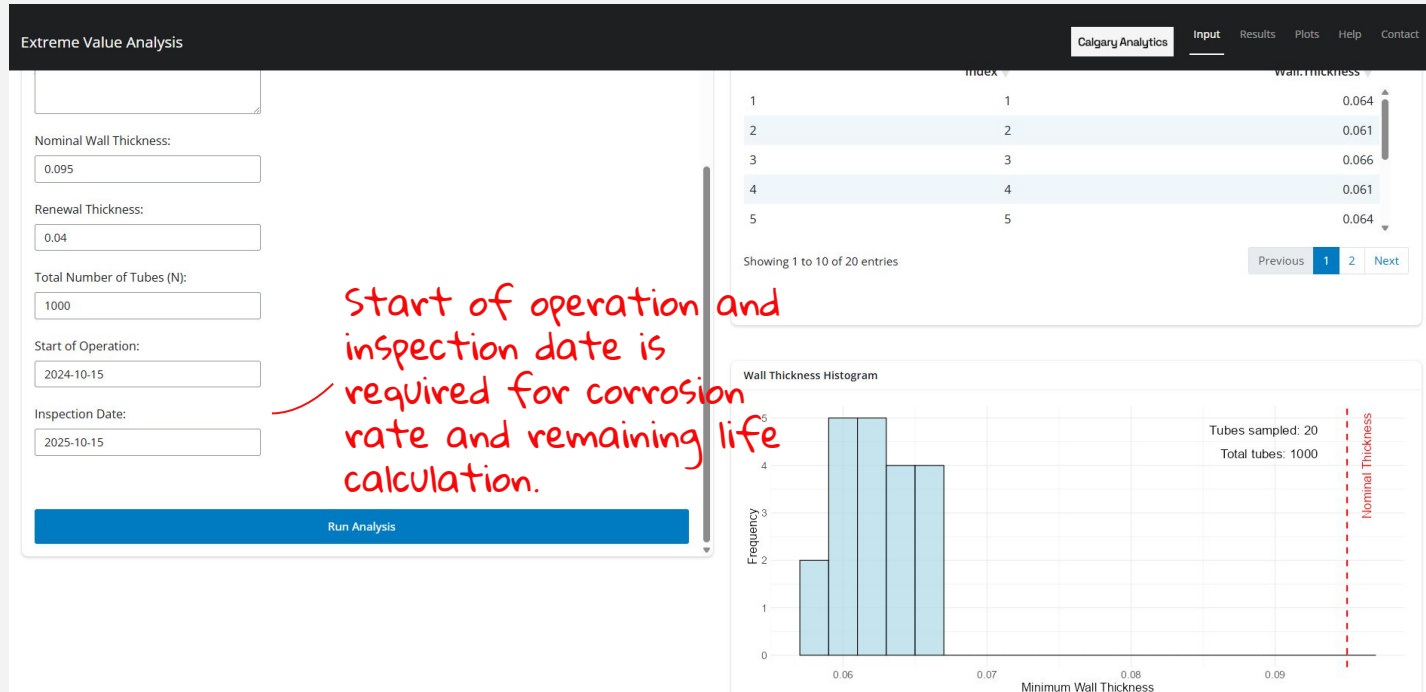 Extreme Value Analysis
Calgary Analytics
Input Results Plots Help Contact
Index Wall.Thickness
1 1 0.064
2 2 0.061
3 3 0.066
4 4 0.061
5 5 0.064
Showing 1 to 10 of 20 entries
Previous 1 2 Next
Nominal Wall Thickness:
0.095
Renewal Thickness:
0.04
Total Number of Tubes (N):
1000
Start of Operation:
2024-10-15
Inspection Date:
2025-10-15
Run Analysis
Start of operation and
inspection date is
required for corrosion
rate and remaining life
calculation.
Wall Thickness Histogram
Tubes sampled: 20
Total tubes: 1000
Nominal Thickness
Frequency
5
4
3
2
1
0
0.06 0.07 0.08 0.09
Minimum Wall Thickness